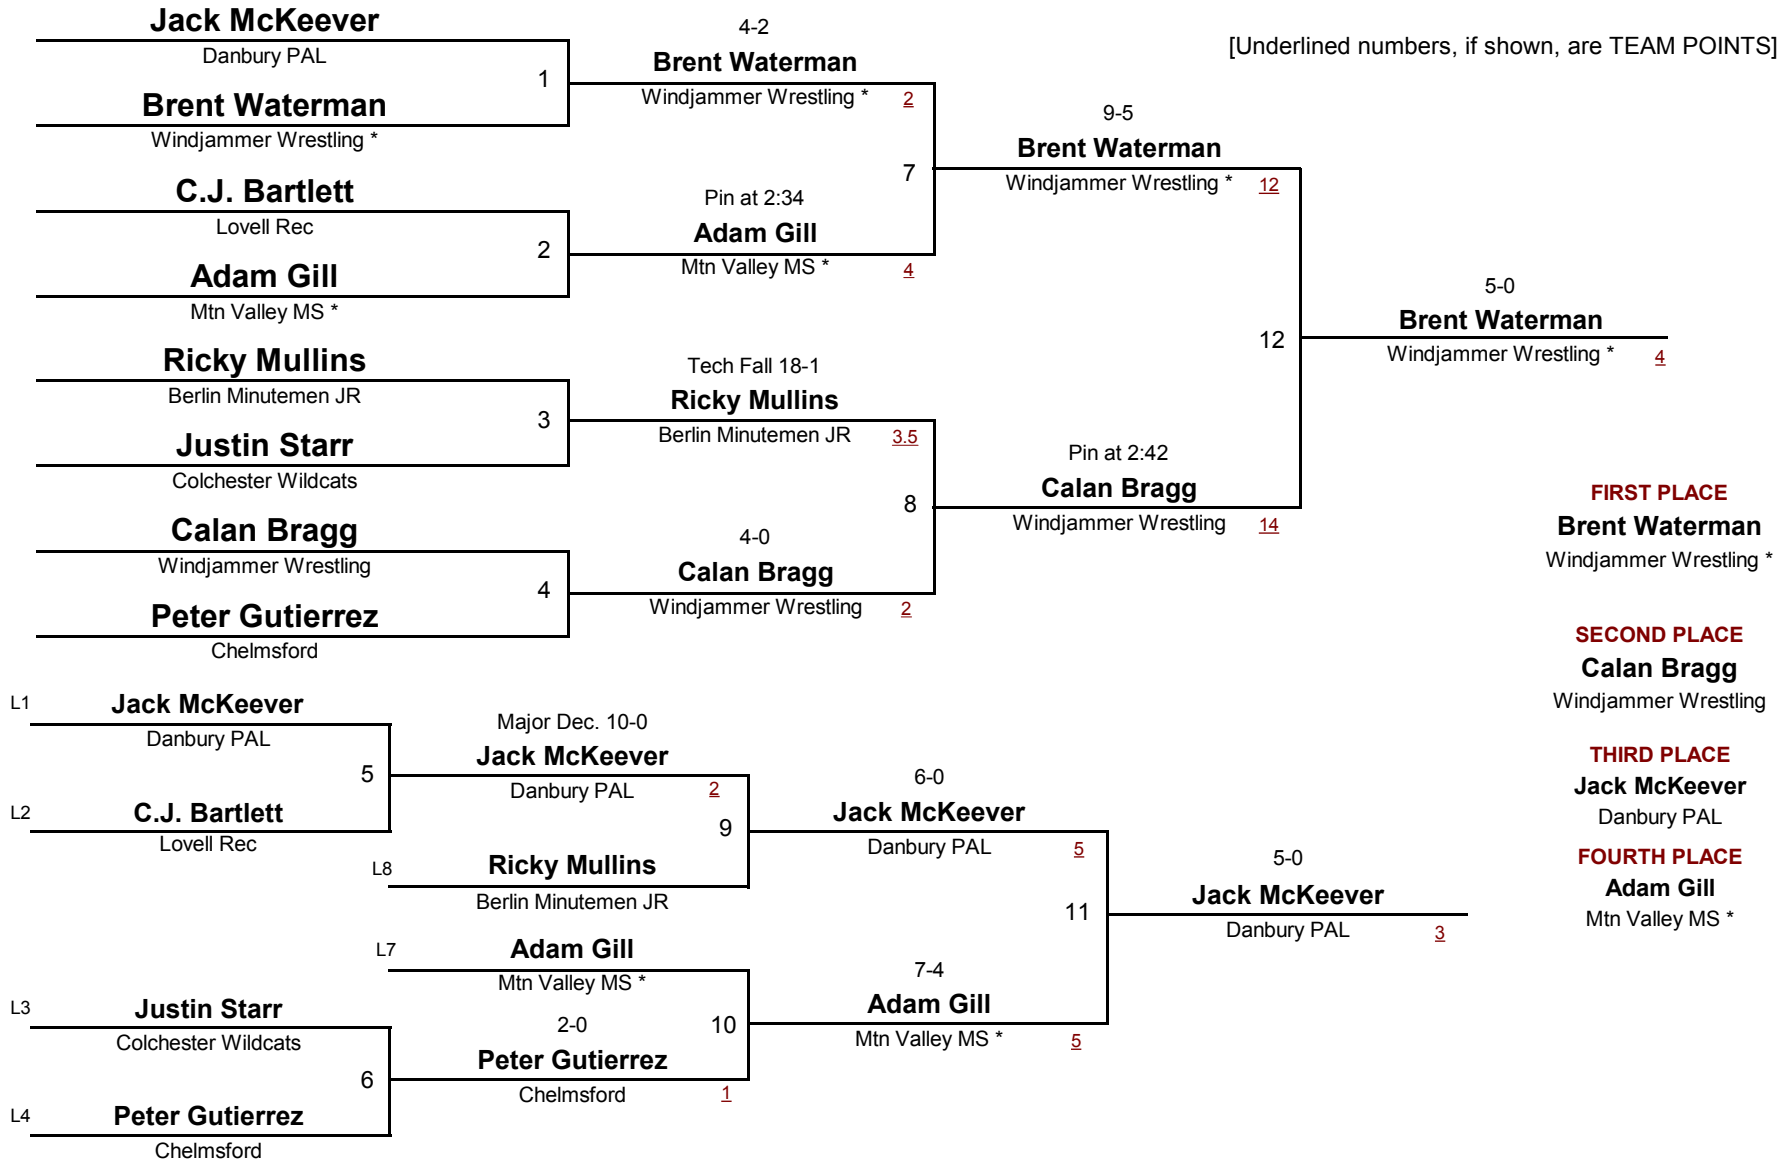 Jack McKeever
Danbury PAL
1
Brent Waterman
Windjammer Wrestling *
C.J. Bartlett
Lovell Rec
2
Adam Gill
Mtn Valley MS *
Ricky Mullins
Berlin Minutemen JR
3
Justin Starr
Colchester Wildcats
Calan Bragg
Windjammer Wrestling
4
Peter Gutierrez
Chelmsford
4-2
Brent Waterman
Windjammer Wrestling * 2
7
Pin at 2:34
Adam Gill
Mtn Valley MS * 4
Tech Fall 18-1
Ricky Mullins
Berlin Minutemen JR 3.5
8
4-0
Calan Bragg
Windjammer Wrestling 2
[Underlined numbers, if shown, are TEAM POINTS]
9-5
Brent Waterman
Windjammer Wrestling * 12
12
Pin at 2:42
Calan Bragg
Windjammer Wrestling 14
5-0
Brent Waterman
Windjammer Wrestling * 4
L1 Jack McKeever
Danbury PAL
5
L2 C.J. Bartlett
Lovell Rec
L3 Justin Starr
Colchester Wildcats
6
L4 Peter Gutierrez
Chelmsford
Major Dec. 10-0
Jack McKeever
Danbury PAL 2
9
L8 Ricky Mullins
Berlin Minutemen JR
L7 Adam Gill
Mtn Valley MS *
2-0 10
Peter Gutierrez
Chelmsford 1
6-0
Jack McKeever
Danbury PAL 5
11
7-4
Adam Gill
Mtn Valley MS * 5
5-0
Jack McKeever
Danbury PAL 3
FIRST PLACE
Brent Waterman
Windjammer Wrestling *
SECOND PLACE
Calan Bragg
Windjammer Wrestling
THIRD PLACE
Jack McKeever
Danbury PAL
FOURTH PLACE
Adam Gill
Mtn Valley MS *